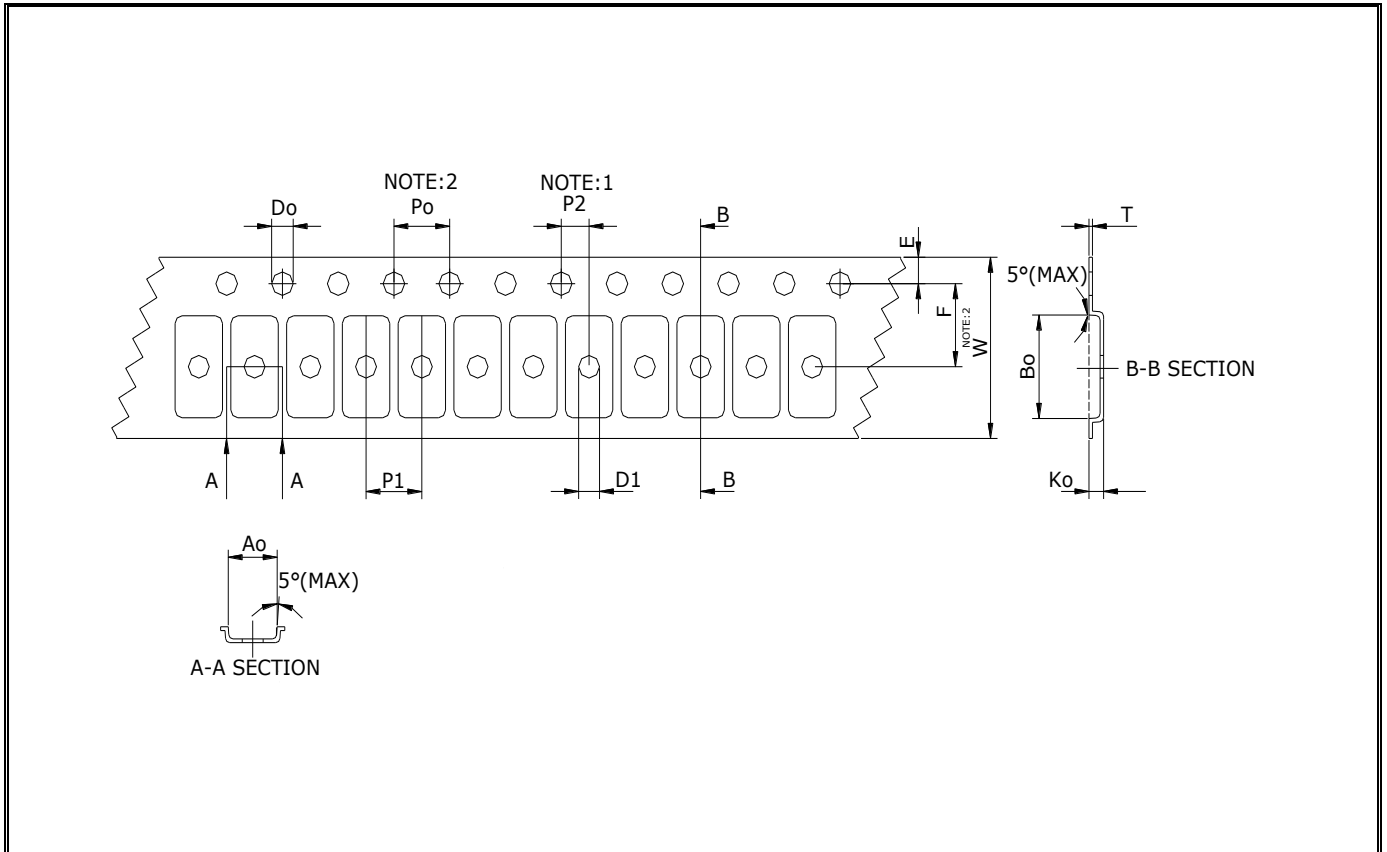 NOTE:2
NOTE:1
Do
Po
P2
B
E
T
5°(MAX)
F
NOTE:2
W
Bo
B-B SECTION
A
A
P1
D1
B
Ko
Ao
5°(MAX)
A-A SECTION